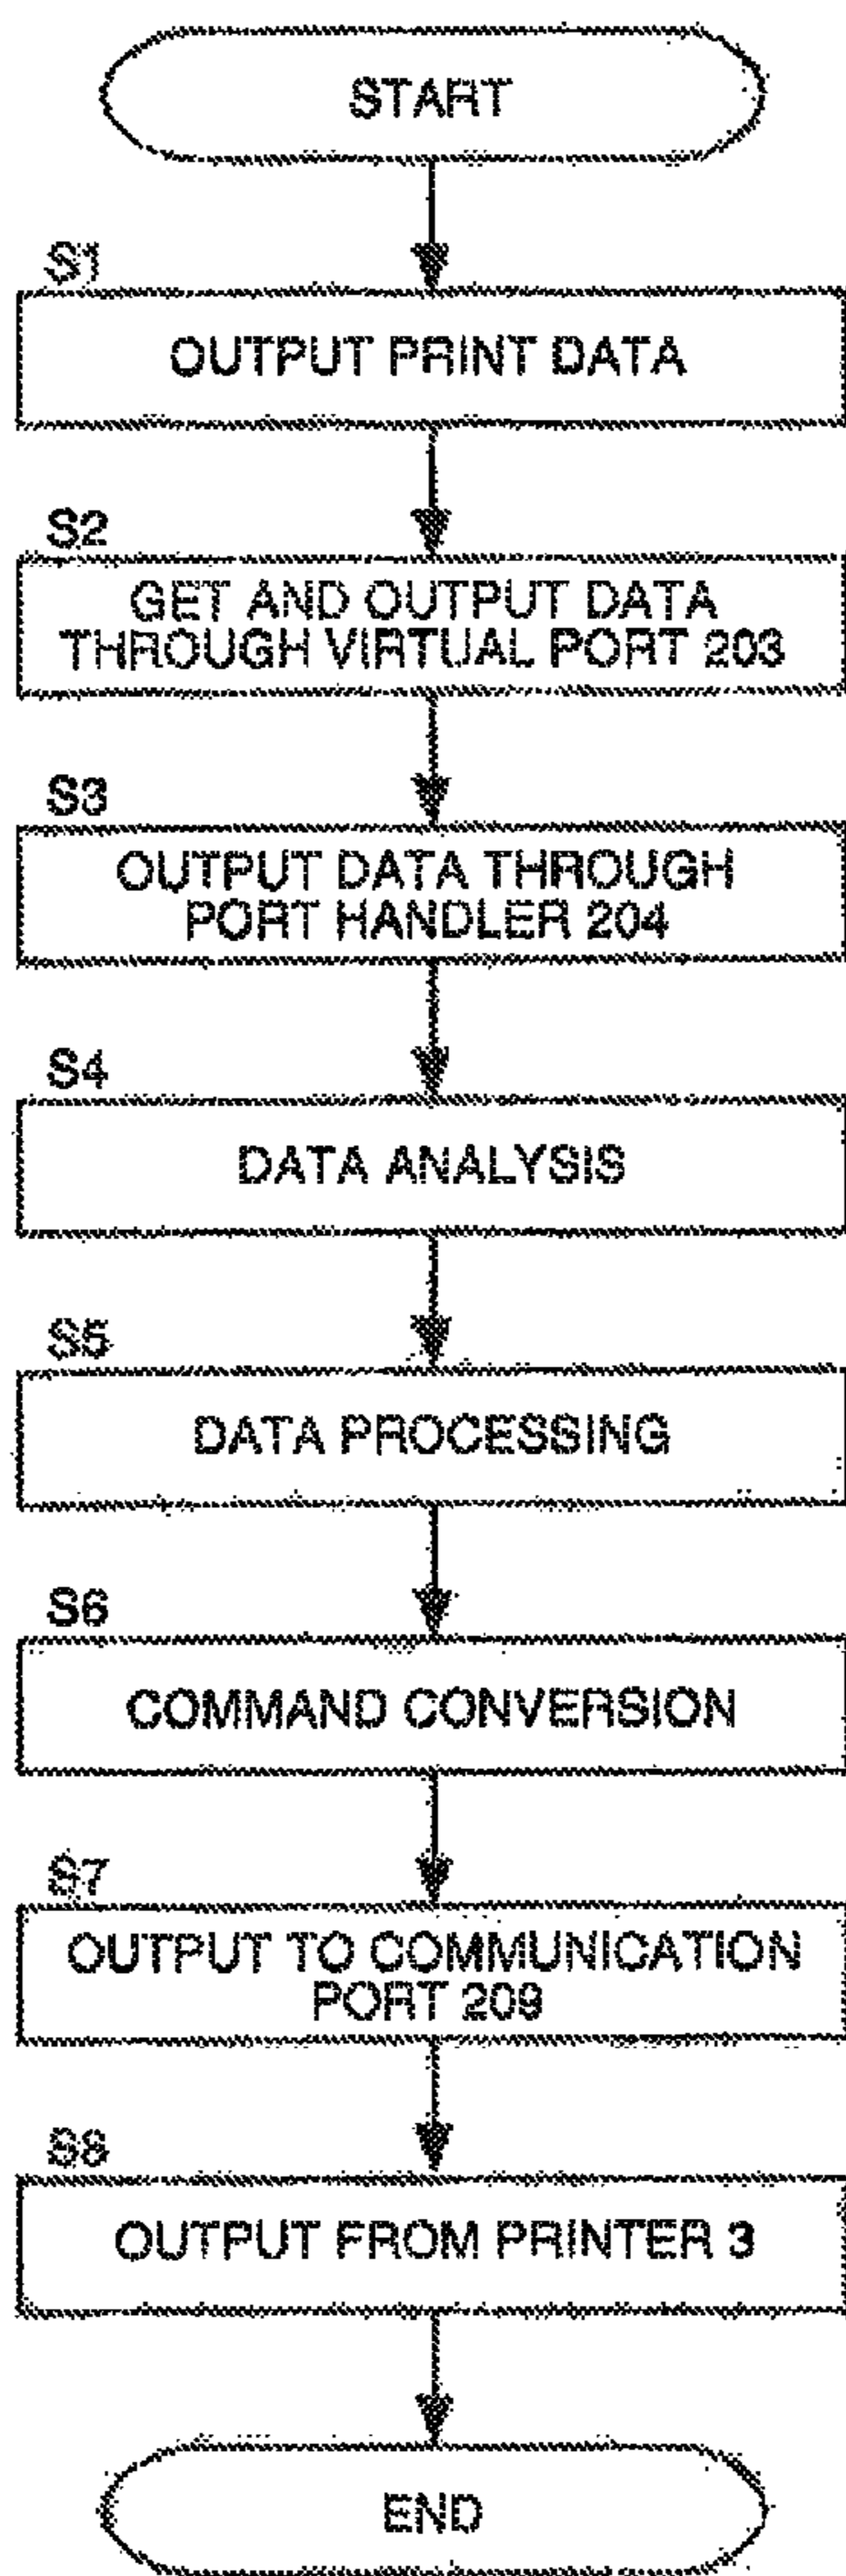 START
S1
OUTPUT PRINT DATA
S2
GET AND OUTPUT DATA
THROUGH VIRTUAL PORT 203
S3
OUTPUT DATA THROUGH
PORT HANDLER 204
S4
DATA ANALYSIS
S5
DATA PROCESSING
S6
COMMAND CONVERSION
S7
OUTPUT TO COMMUNICATION
PORT 209
S8
OUTPUT FROM PRINTER 3
END